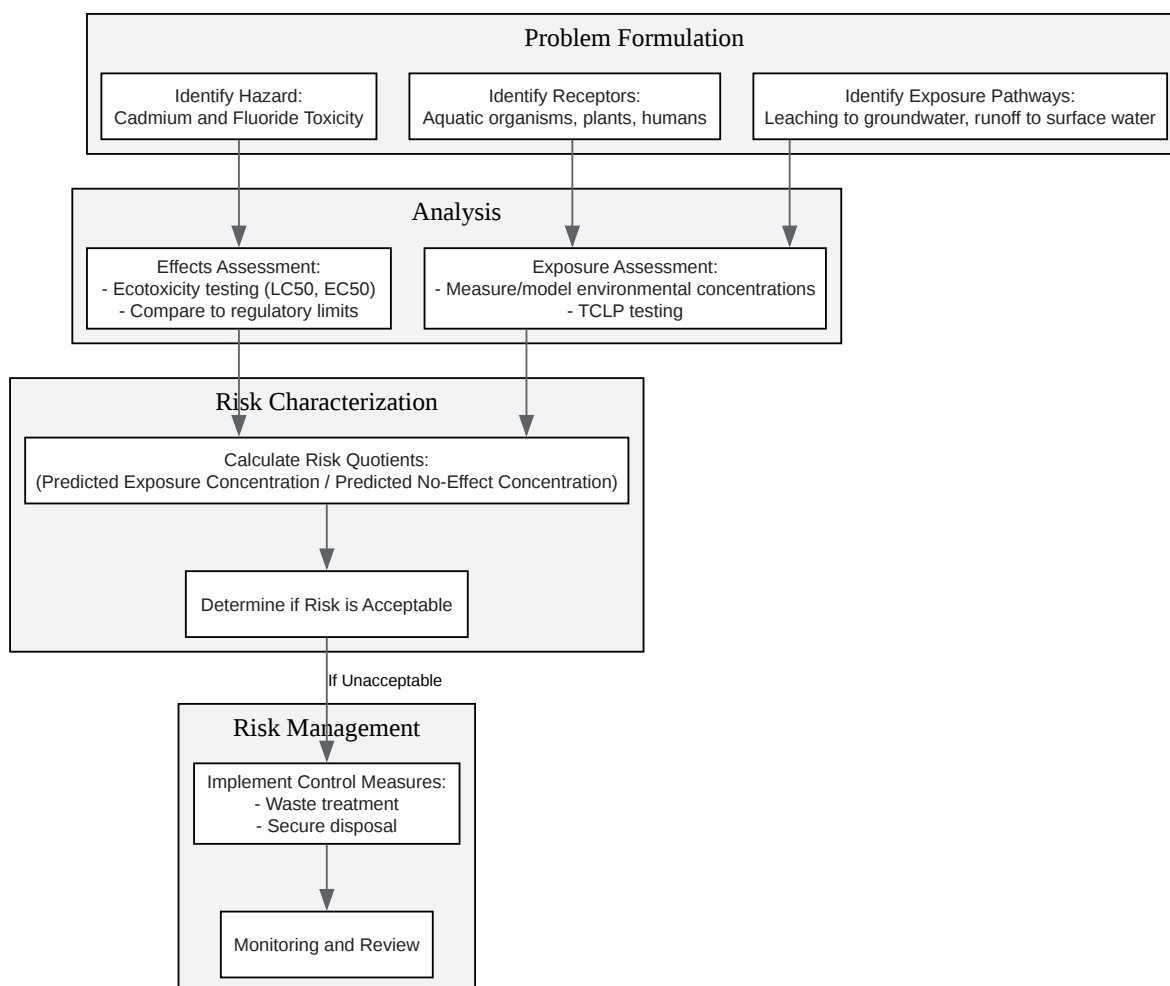 Problem Formulation
Identify Hazard:
Cadmium and Fluoride Toxicity
Identify Receptors:
Aquatic organisms, plants, humans
Identify Exposure Pathways:
Leaching to groundwater, runoff to surface water
Analysis
Effects Assessment:
- Ecotoxicity testing (LC50, EC50)
- Compare to regulatory limits
Exposure Assessment:
- Measure/model environmental concentrations
- TCLP testing
Risk Characterization
Calculate Risk Quotients:
(Predicted Exposure Concentration / Predicted No-Effect Concentration)
Determine if Risk is Acceptable
If Unacceptable
Risk Management
Implement Control Measures:
- Waste treatment
- Secure disposal
Monitoring and Review